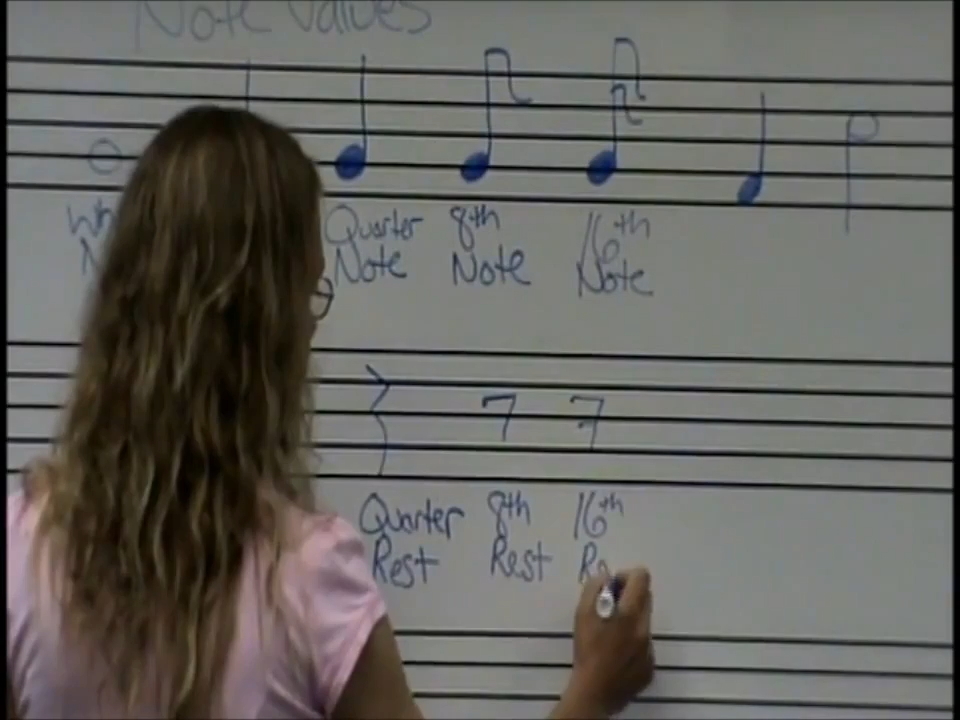 Note Values
Quarter 8th 16th
Note Note Note
Quarter 8th 16th
Rest Rest